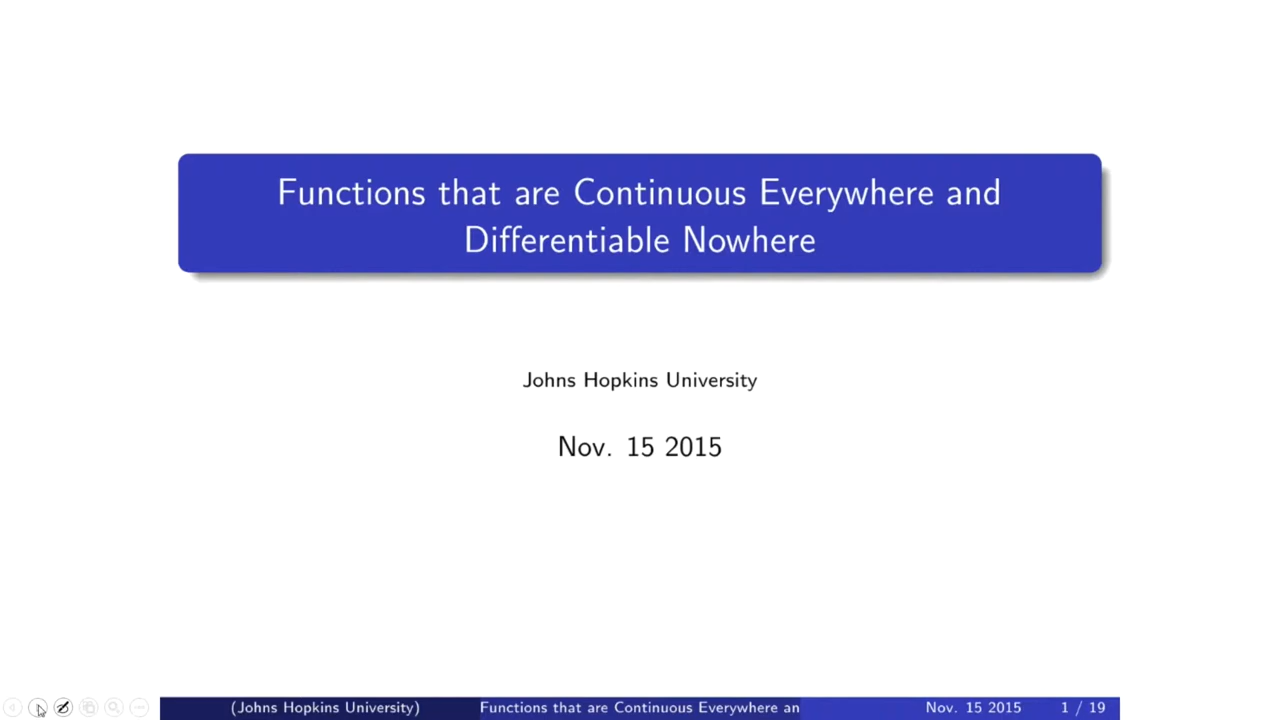 Functions that are Continuous Everywhere and
Differentiable Nowhere
Johns Hopkins University
Nov. 15 2015
(Johns Hopkins University)
Functions that are Continuous Everywhere an
Nov. 15 2015
1 / 19